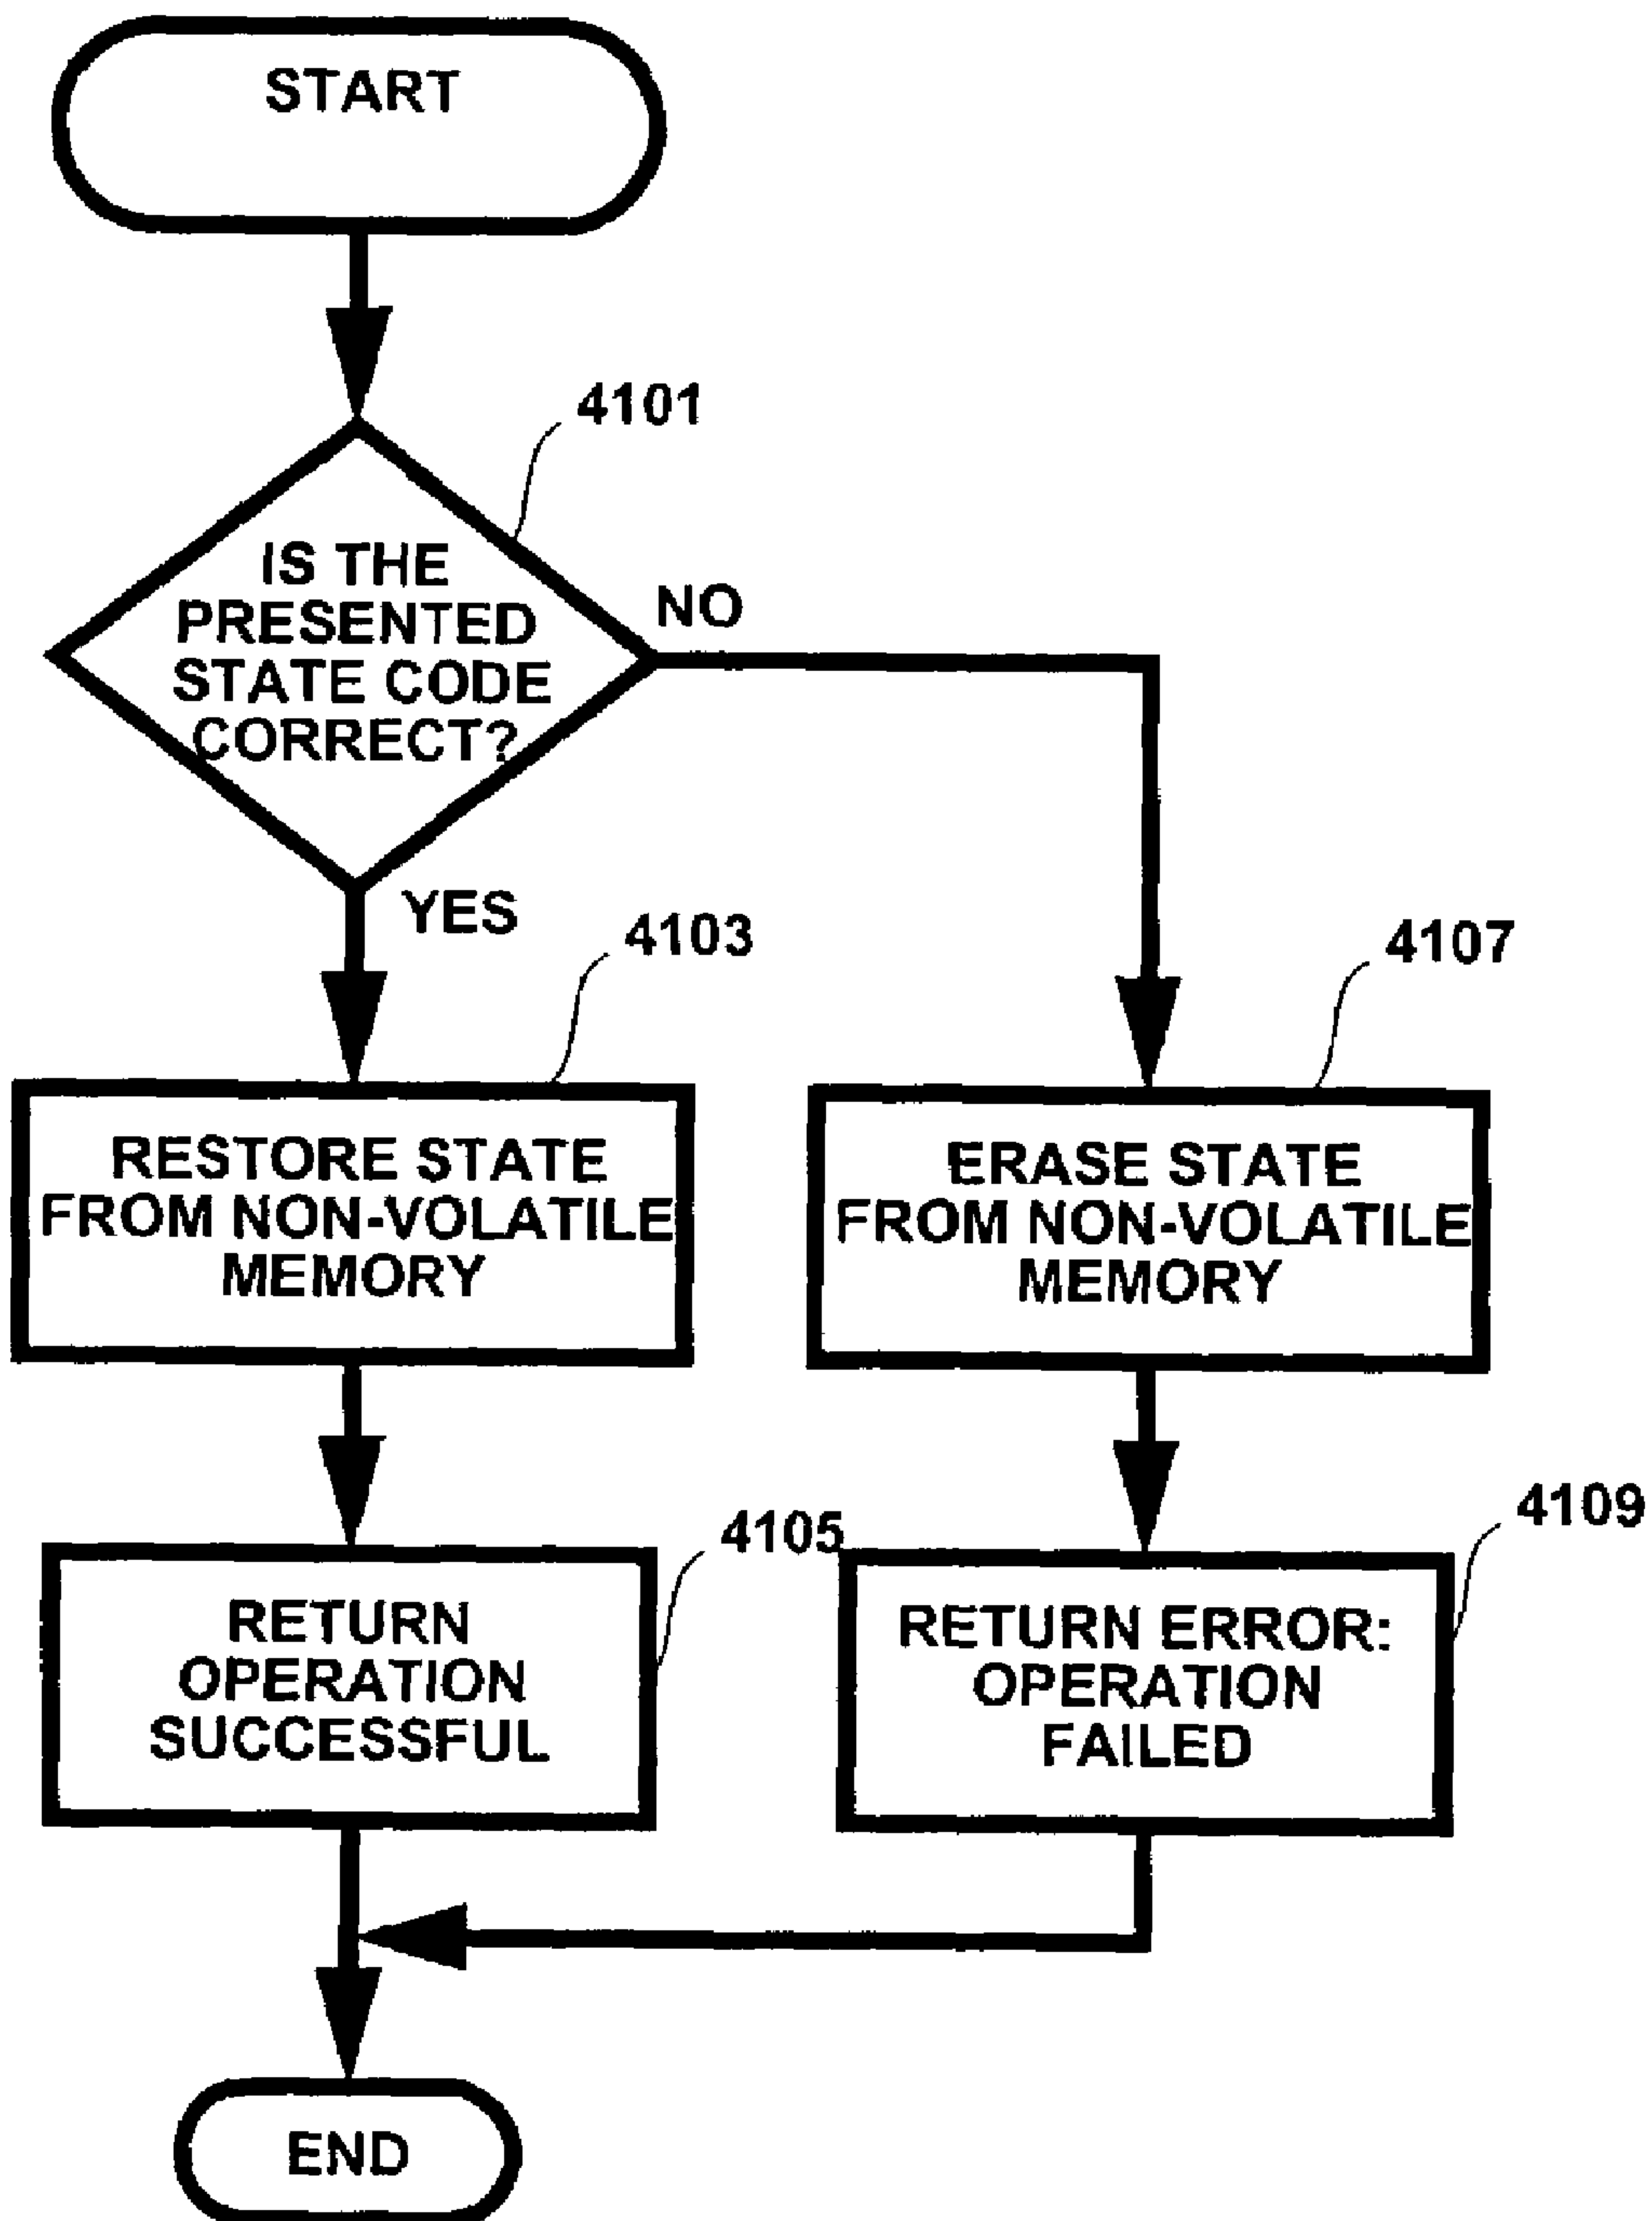 START
4101
IS THE
PRESENTED
STATE CODE
CORRECT?
NO
YES
4103
RESTORE STATE
FROM NON-VOLATILE
MEMORY
4107
ERASE STATE
FROM NON-VOLATILE
MEMORY
4105
RETURN
OPERATION
SUCCESSFUL
4109
RETURN ERROR:
OPERATION
FAILED
END